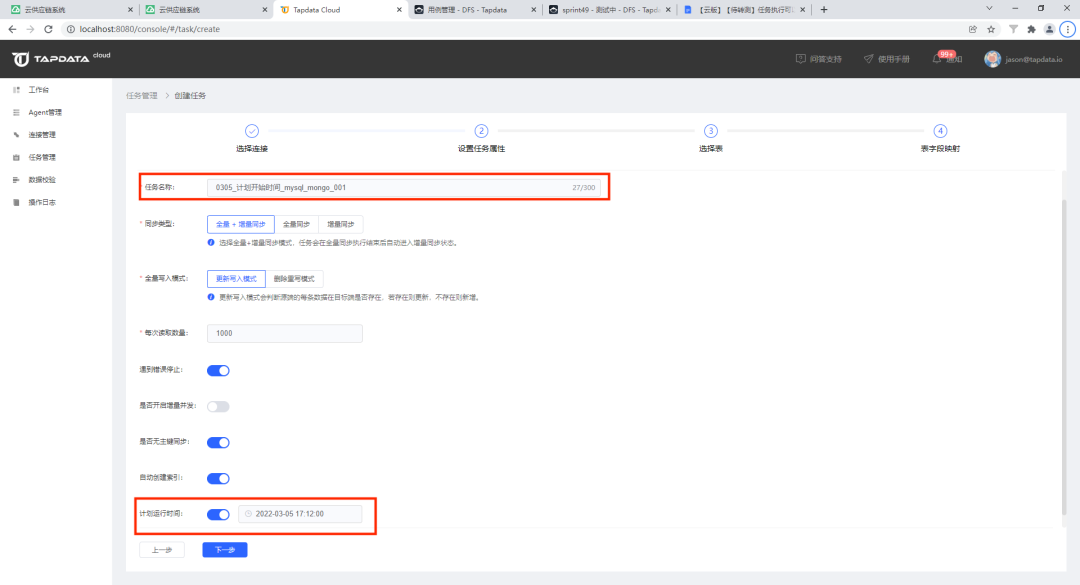 云供应链系统
云供应链系统
Tapdata Cloud
用例管理 - DFS - Tapdata
sprint49 - 测试中 - DFS - Tapd
【云版】【待转测】任务执行可
localhost:8080/console/#/task/create
TAPDATA cloud
问答支持
使用手册
99+
通知
jason@tapdata.io
工作台
Agent管理
连接管理
任务管理
数据校验
操作日志
任务管理 > 创建任务
选择连接
2
设置任务属性
3
选择表
4
表字段映射
任务名称: 0305_计划开始时间_mysql_mongo_001 27/300
* 同步类型: 全量 + 增量同步 全量同步 增量同步
选择全量+增量同步模式，任务会在全量同步执行结束后自动进入增量同步状态。
* 全量写入模式: 更新写入模式 删除重写模式
更新写入模式会判断源端的每条数据在目标端是否存在，若存在则更新，不存在则新增。
* 每次读取数量: 1000
遇到错误停止:
是否开启增量并发:
是否无主键同步:
自动创建索引:
计划运行时间: 2022-03-05 17:12:00
上一步 下一步